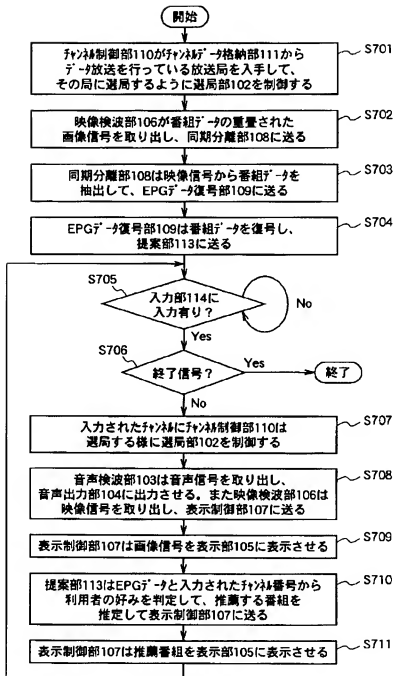 開始
S701
チャンネル制御部110がチャンネルデータ格納部111から
データ放送を行っている放送局を入手して、
その局に選局するように選局部102を制御する
S702
映像検波部106が番組データの重畳された
画像信号を取り出し、同期分離部108に送る
S703
同期分離部108は映像信号から番組データを
抽出して、EPGデータ復号部109に送る
S704
EPGデータ復号部109は番組データを復号し、
提案部113に送る
S705
入力部114に
入力有り?
No
Yes
S706
終了信号?
Yes
終了
No
S707
入力されたチャンネルにチャンネル制御部110は
選局する様に選局部102を制御する
S708
音声検波部103は音声信号を取り出し、
音声出力部104に出力させる。また映像検波部106は
映像信号を取り出し、表示制御部107に送る
S709
表示制御部107は画像信号を表示部105に表示させる
S710
提案部113はEPGデータと入力されたチャンネル番号から
利用者の好みを判定して、推薦する番組を
推定して表示制御部107に送る
S711
表示制御部107は推薦番組を表示部105に表示させる